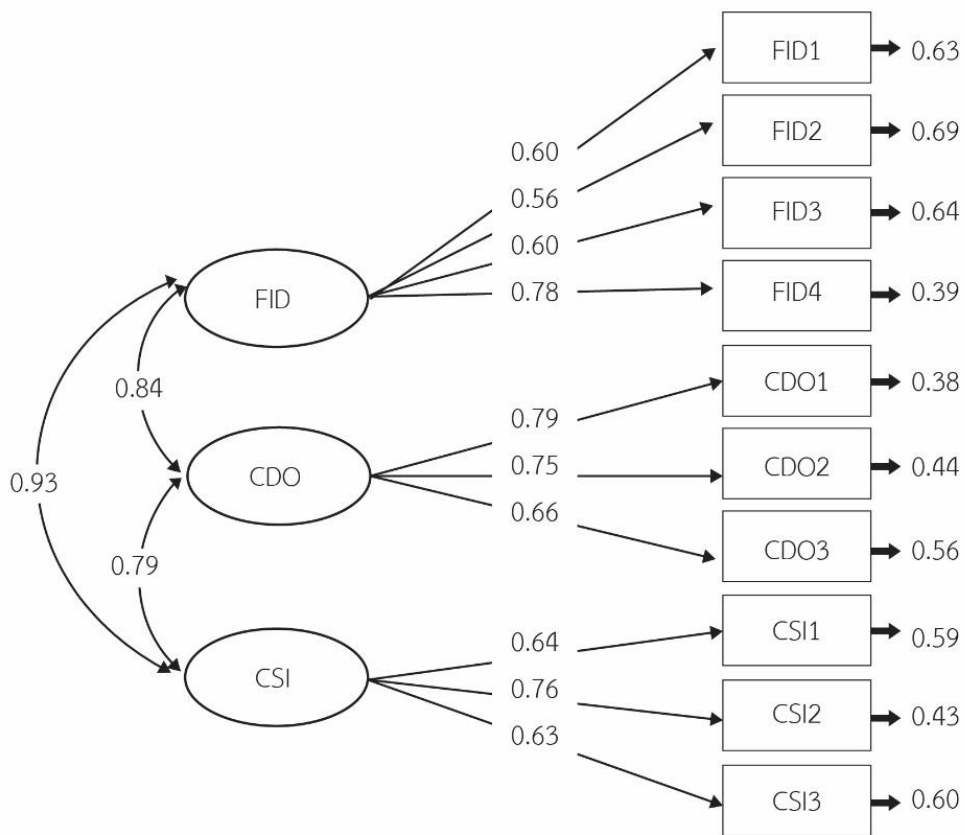 FID1 0.63
0.60
FID2 0.69
0.56
FID3 0.64
0.60
FID
0.78
FID4 0.39
0.84
CDO1 0.38
0.79
0.75
CDO
CDO2 0.44
0.93
0.66
CDO3 0.56
0.79
CSI1 0.59
0.64
CSI
0.76
CSI2 0.43
0.63
CSI3 0.60